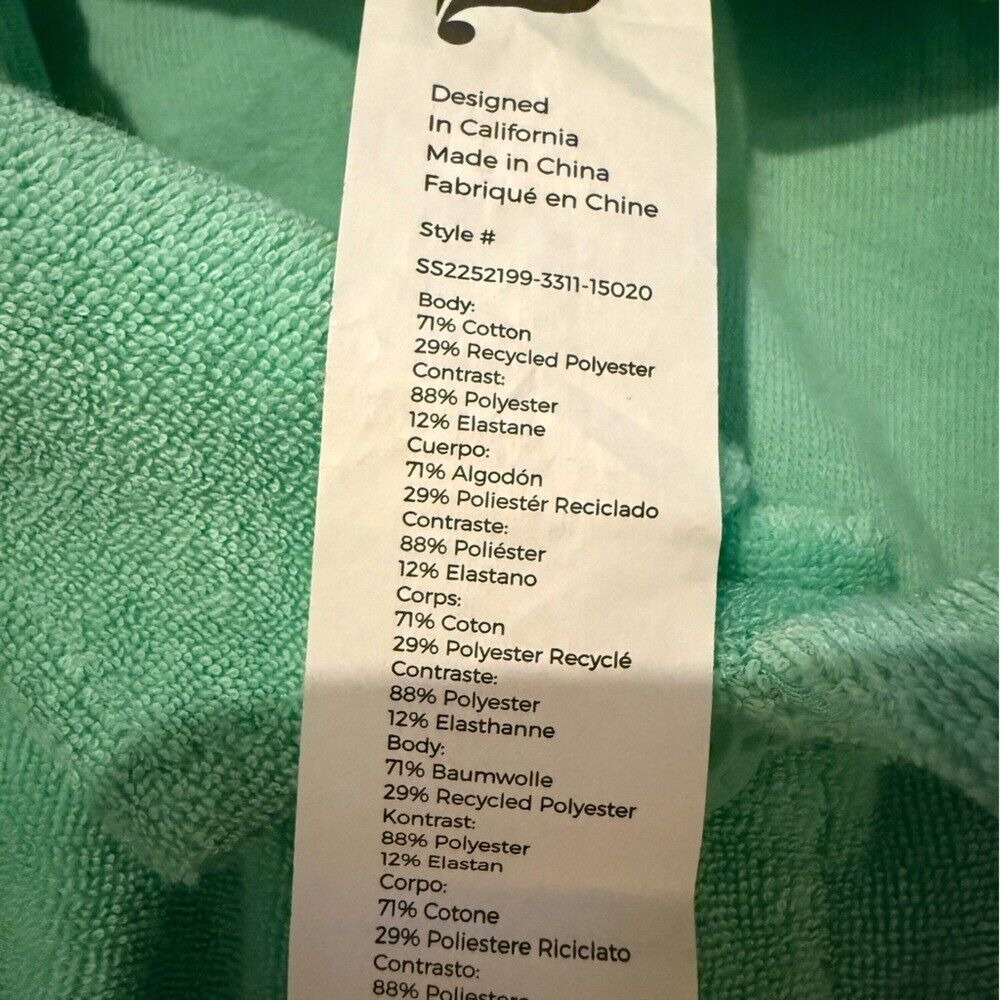 Designed
In California
Made in China
Fabriqué en Chine
Style #
SS2252199-3311-15020
Body:
71% Cotton
29% Recycled Polyester
Contrast:
88% Polyester
12% Elastane
Cuerpo:
71% Algodón
29% Poliestér Reciclado
Contraste:
88% Poliéster
12% Elastano
Corps:
71% Coton
29% Polyester Recyclé
Contraste:
88% Polyester
12% Elasthanne
Body:
71% Baumwolle
29% Recycled Polyester
Kontrast:
88% Polyester
12% Elastan
Corpo:
71% Cotone
29% Poliestere Riciclato
Contrasto:
88% Poliestere